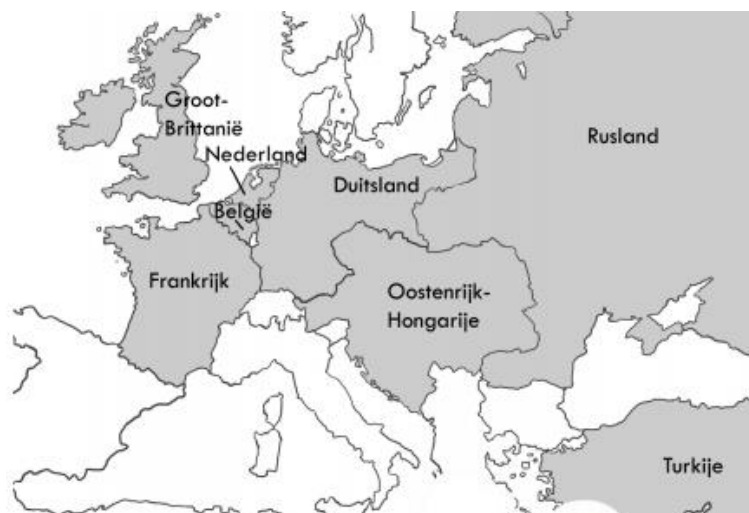 Groot-
Brittanië
Nederland
Rusland
Duitsland
België
Frankrijk
Oostenrijk-
Hongarije
Turkije